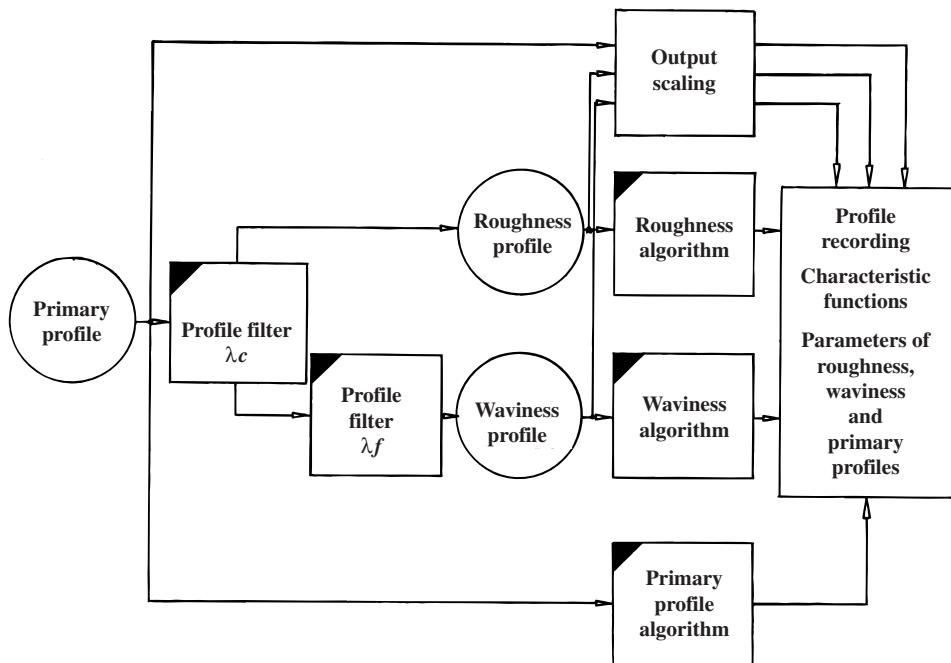 Output
scaling
Roughness
profile
Roughness
algorithm
Profile
recording
Characteristic
functions
Parameters of
roughness,
waviness
and
primary
profiles
Primary
profile
Profile filter
λc
Profile
filter
λf
Waviness
profile
Waviness
algorithm
Primary
profile
algorithm